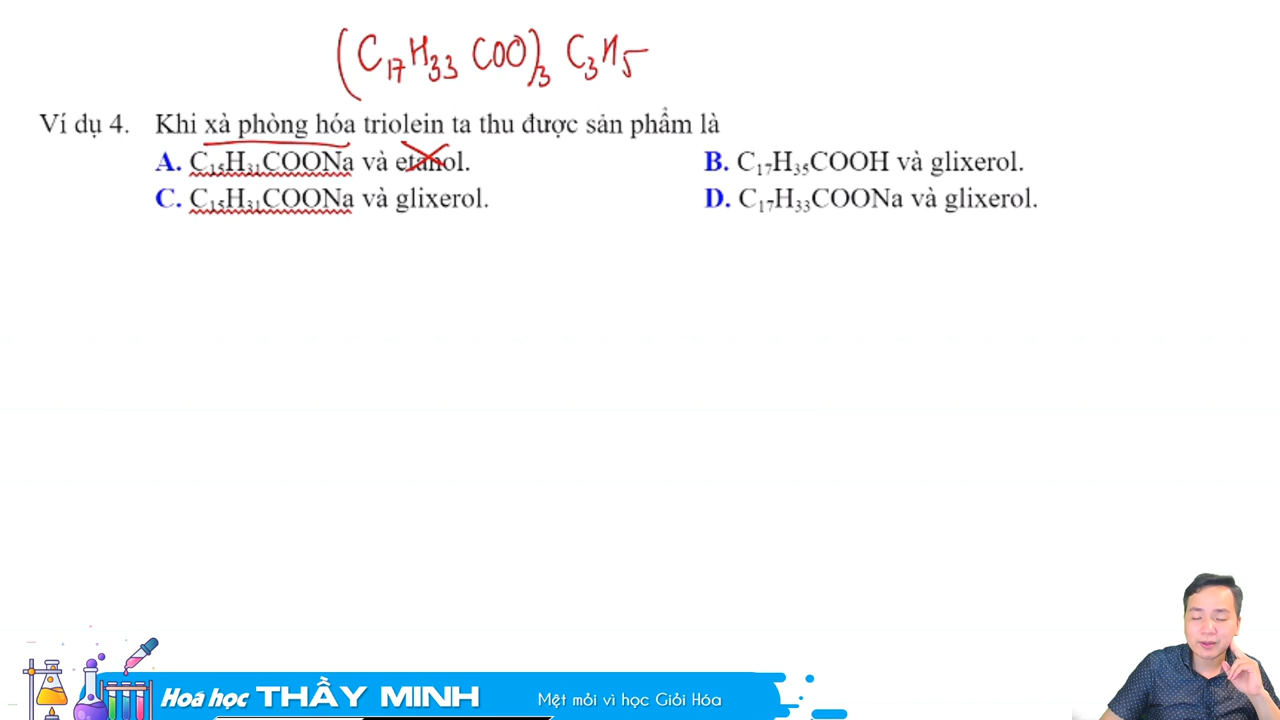 (C₁₇H₃₃COO)₃C₃H₅
Ví dụ 4. Khi xà phòng hóa triolein ta thu được sản phẩm là
A. C₁₅H₃₁COONa và etanol. B. C₁₇H₃₅COOH và glixerol.
C. C₁₅H₃₁COONa và glixerol. D. C₁₇H₃₃COONa và glixerol.
Hoá học THẦY MINH Mệt mỏi vì học Giỏi Hóa